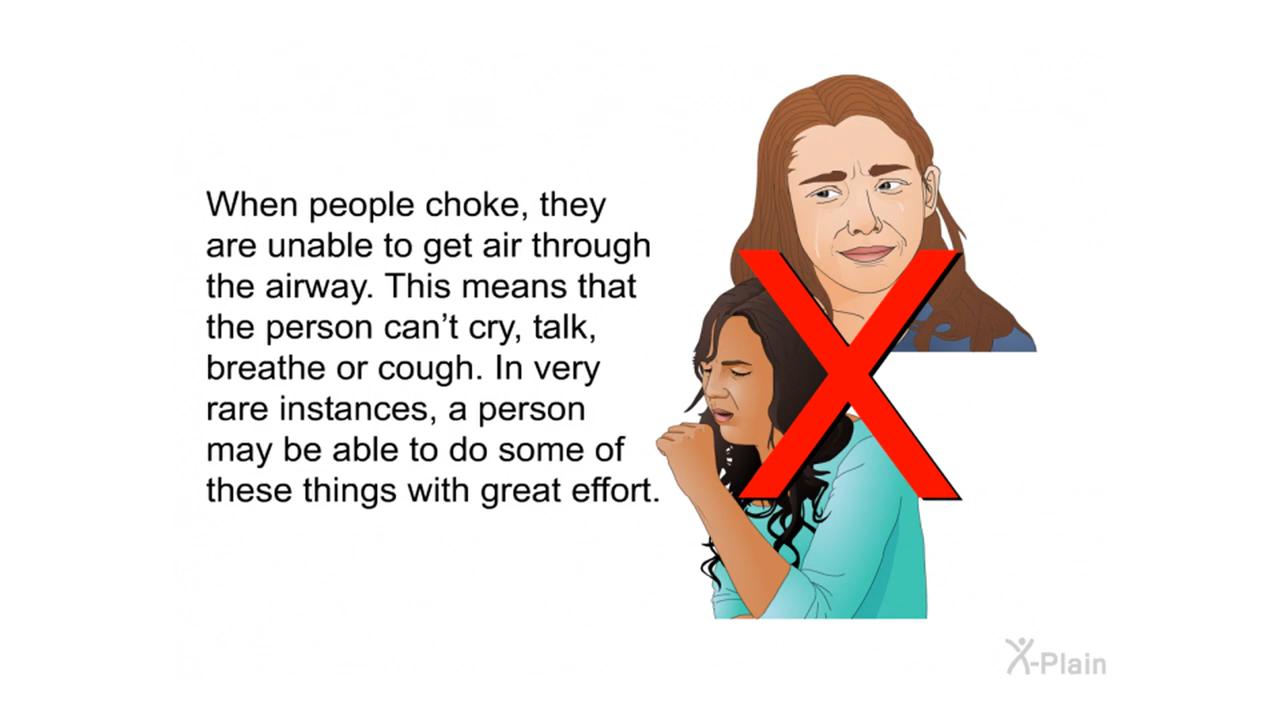 When people choke, they
are unable to get air through
the airway. This means that
the person can't cry, talk,
breathe or cough. In very
rare instances, a person
may be able to do some of
these things with great effort.
X-Plain